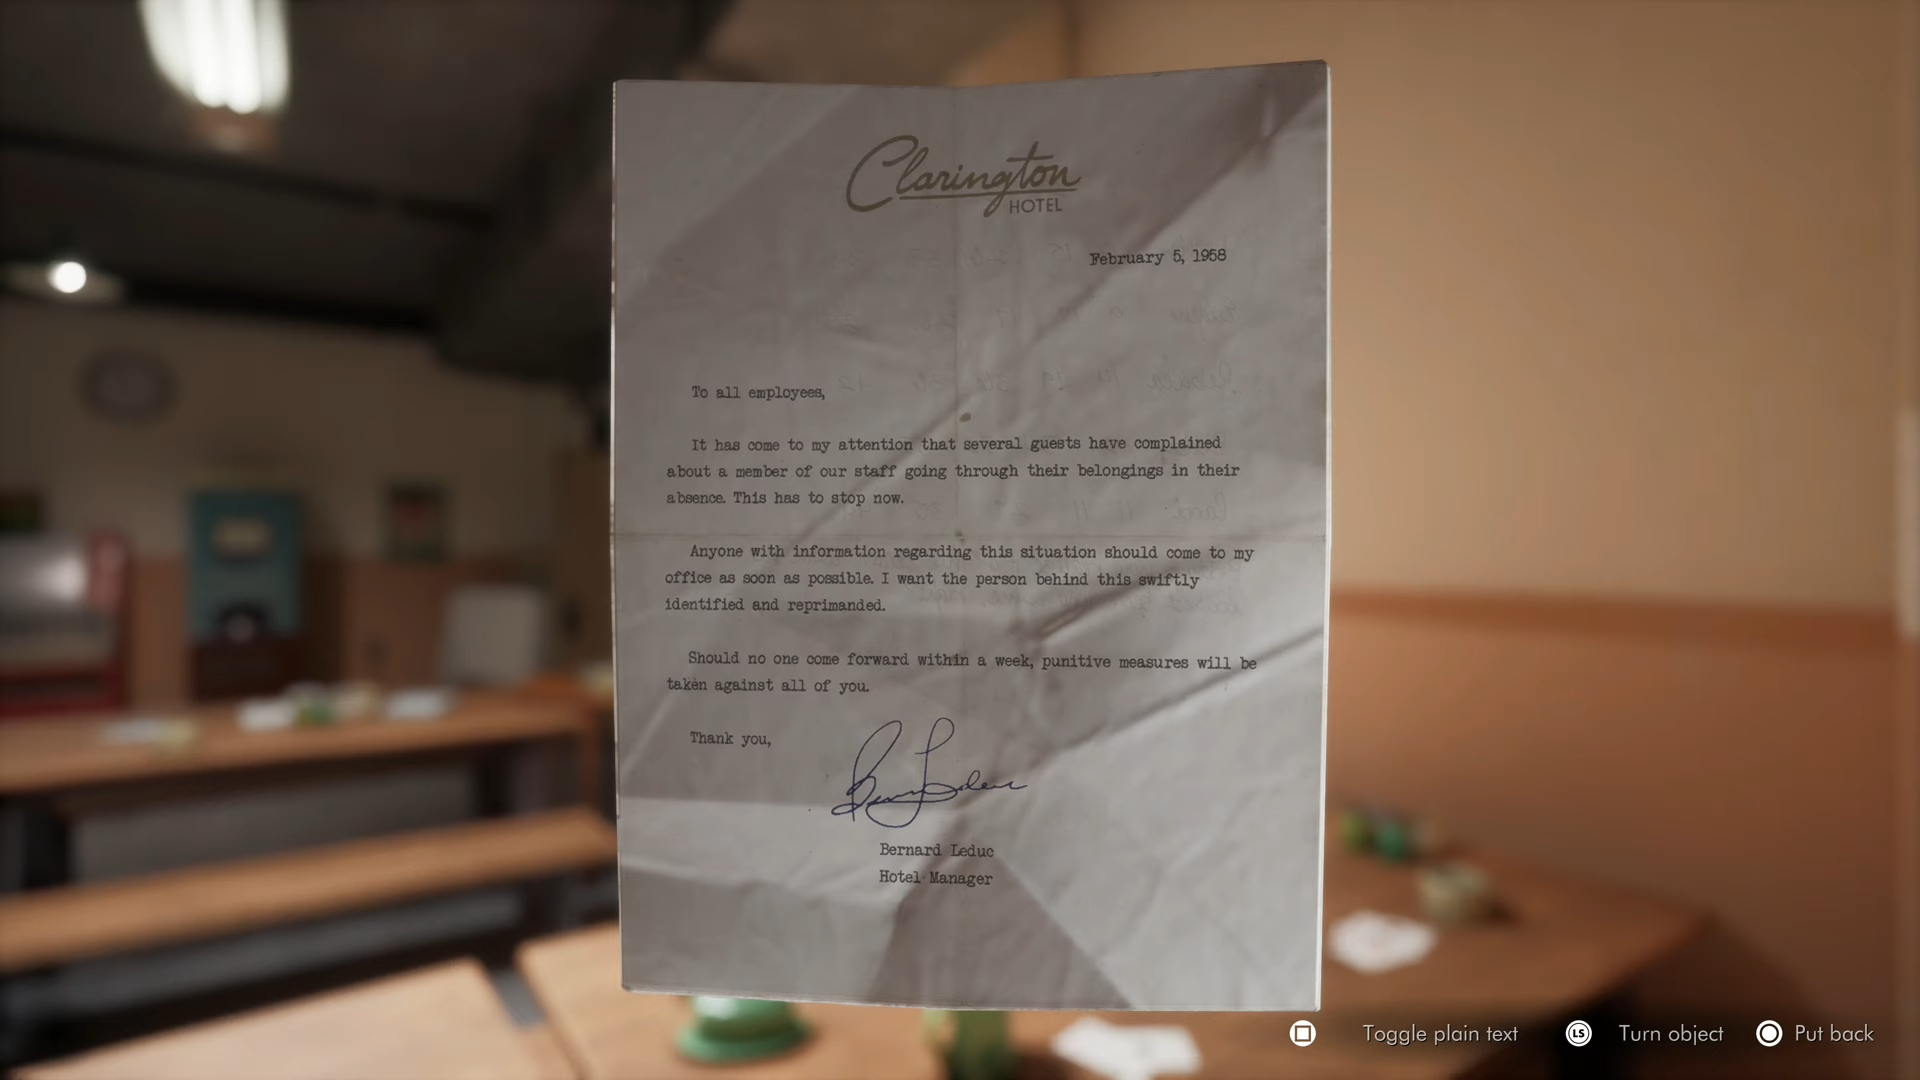 Clarington
HOTEL
February 5, 1958
To all employees,
It has come to my attention that several guests have complained
about a member of our staff going through their belongings in their
absence. This has to stop now.
Anyone with information regarding this situation should come to my
office as soon as possible. I want the person behind this swiftly
identified and reprimanded.
Should no one come forward within a week, punitive measures will be
taken against all of you.
Thank you,
Bernard Leduc
Hotel Manager
Toggle plain text
LS
Turn object
Put back